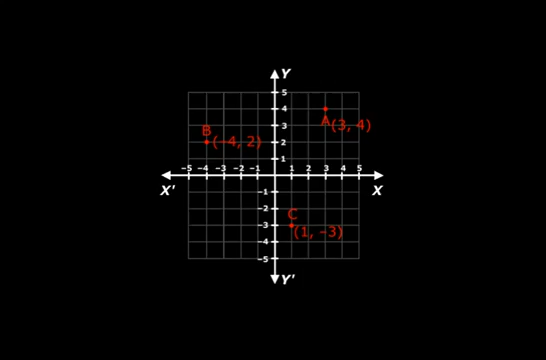 Y
5
4
A(3, 4)
3
B
(−4, 2)
2
1
−5 −4 −3 −2 −1 1 2 3 4 5
X' X
−1
−2
C
−3
(1, −3)
−4
−5
Y'